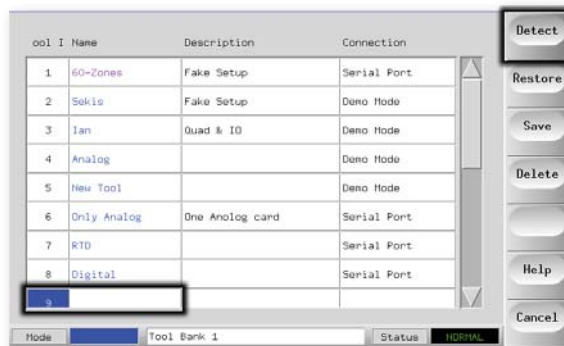 ool I Name Description Connection
1 60-Zones Fake Setup Serial Port
2 Sekis Fake Setup Demo Mode
3 Ian Quad & IO Demo Mode
4 Analog Demo Mode
5 New Tool Demo Mode
6 Only Analog One Anolog card Serial Port
7 RTD Serial Port
8 Digital Serial Port
9
Mode Tool Bank 1 Status NORMAL
Detect
Restore
Save
Delete
Help
Cancel